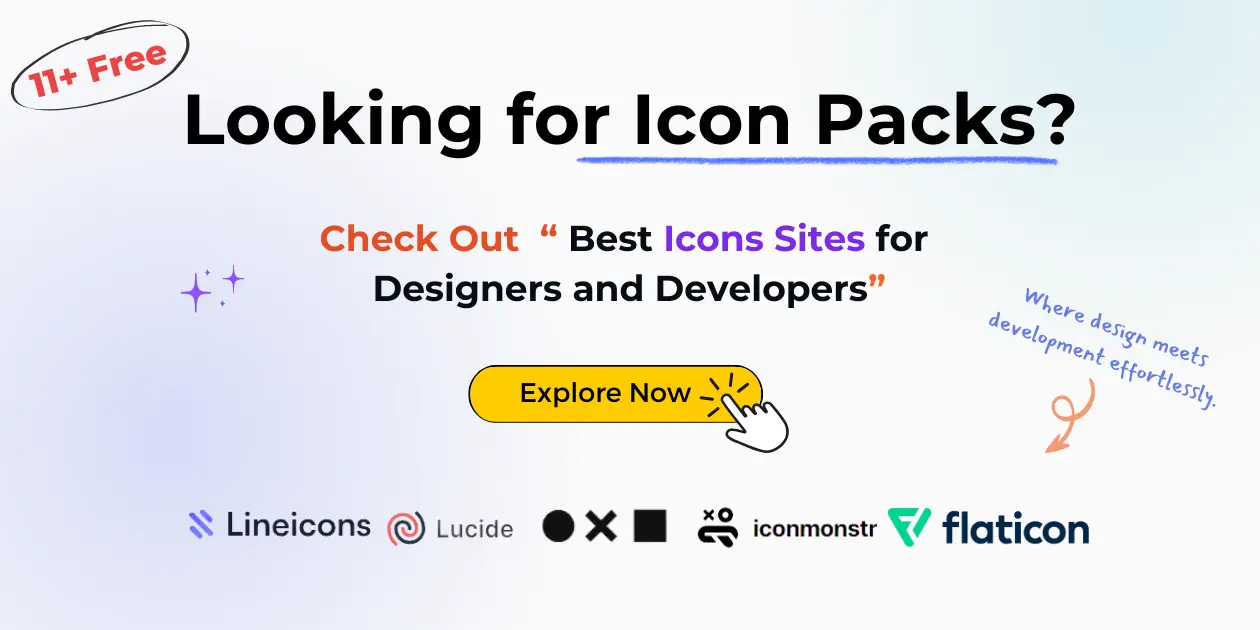 11+ Free
Looking for Icon Packs?
Check Out “ Best Icons Sites for
Designers and Developers”
Where design meets
development effortlessly.
Explore Now
Lineicons
Lucide
iconmonstr
flaticon